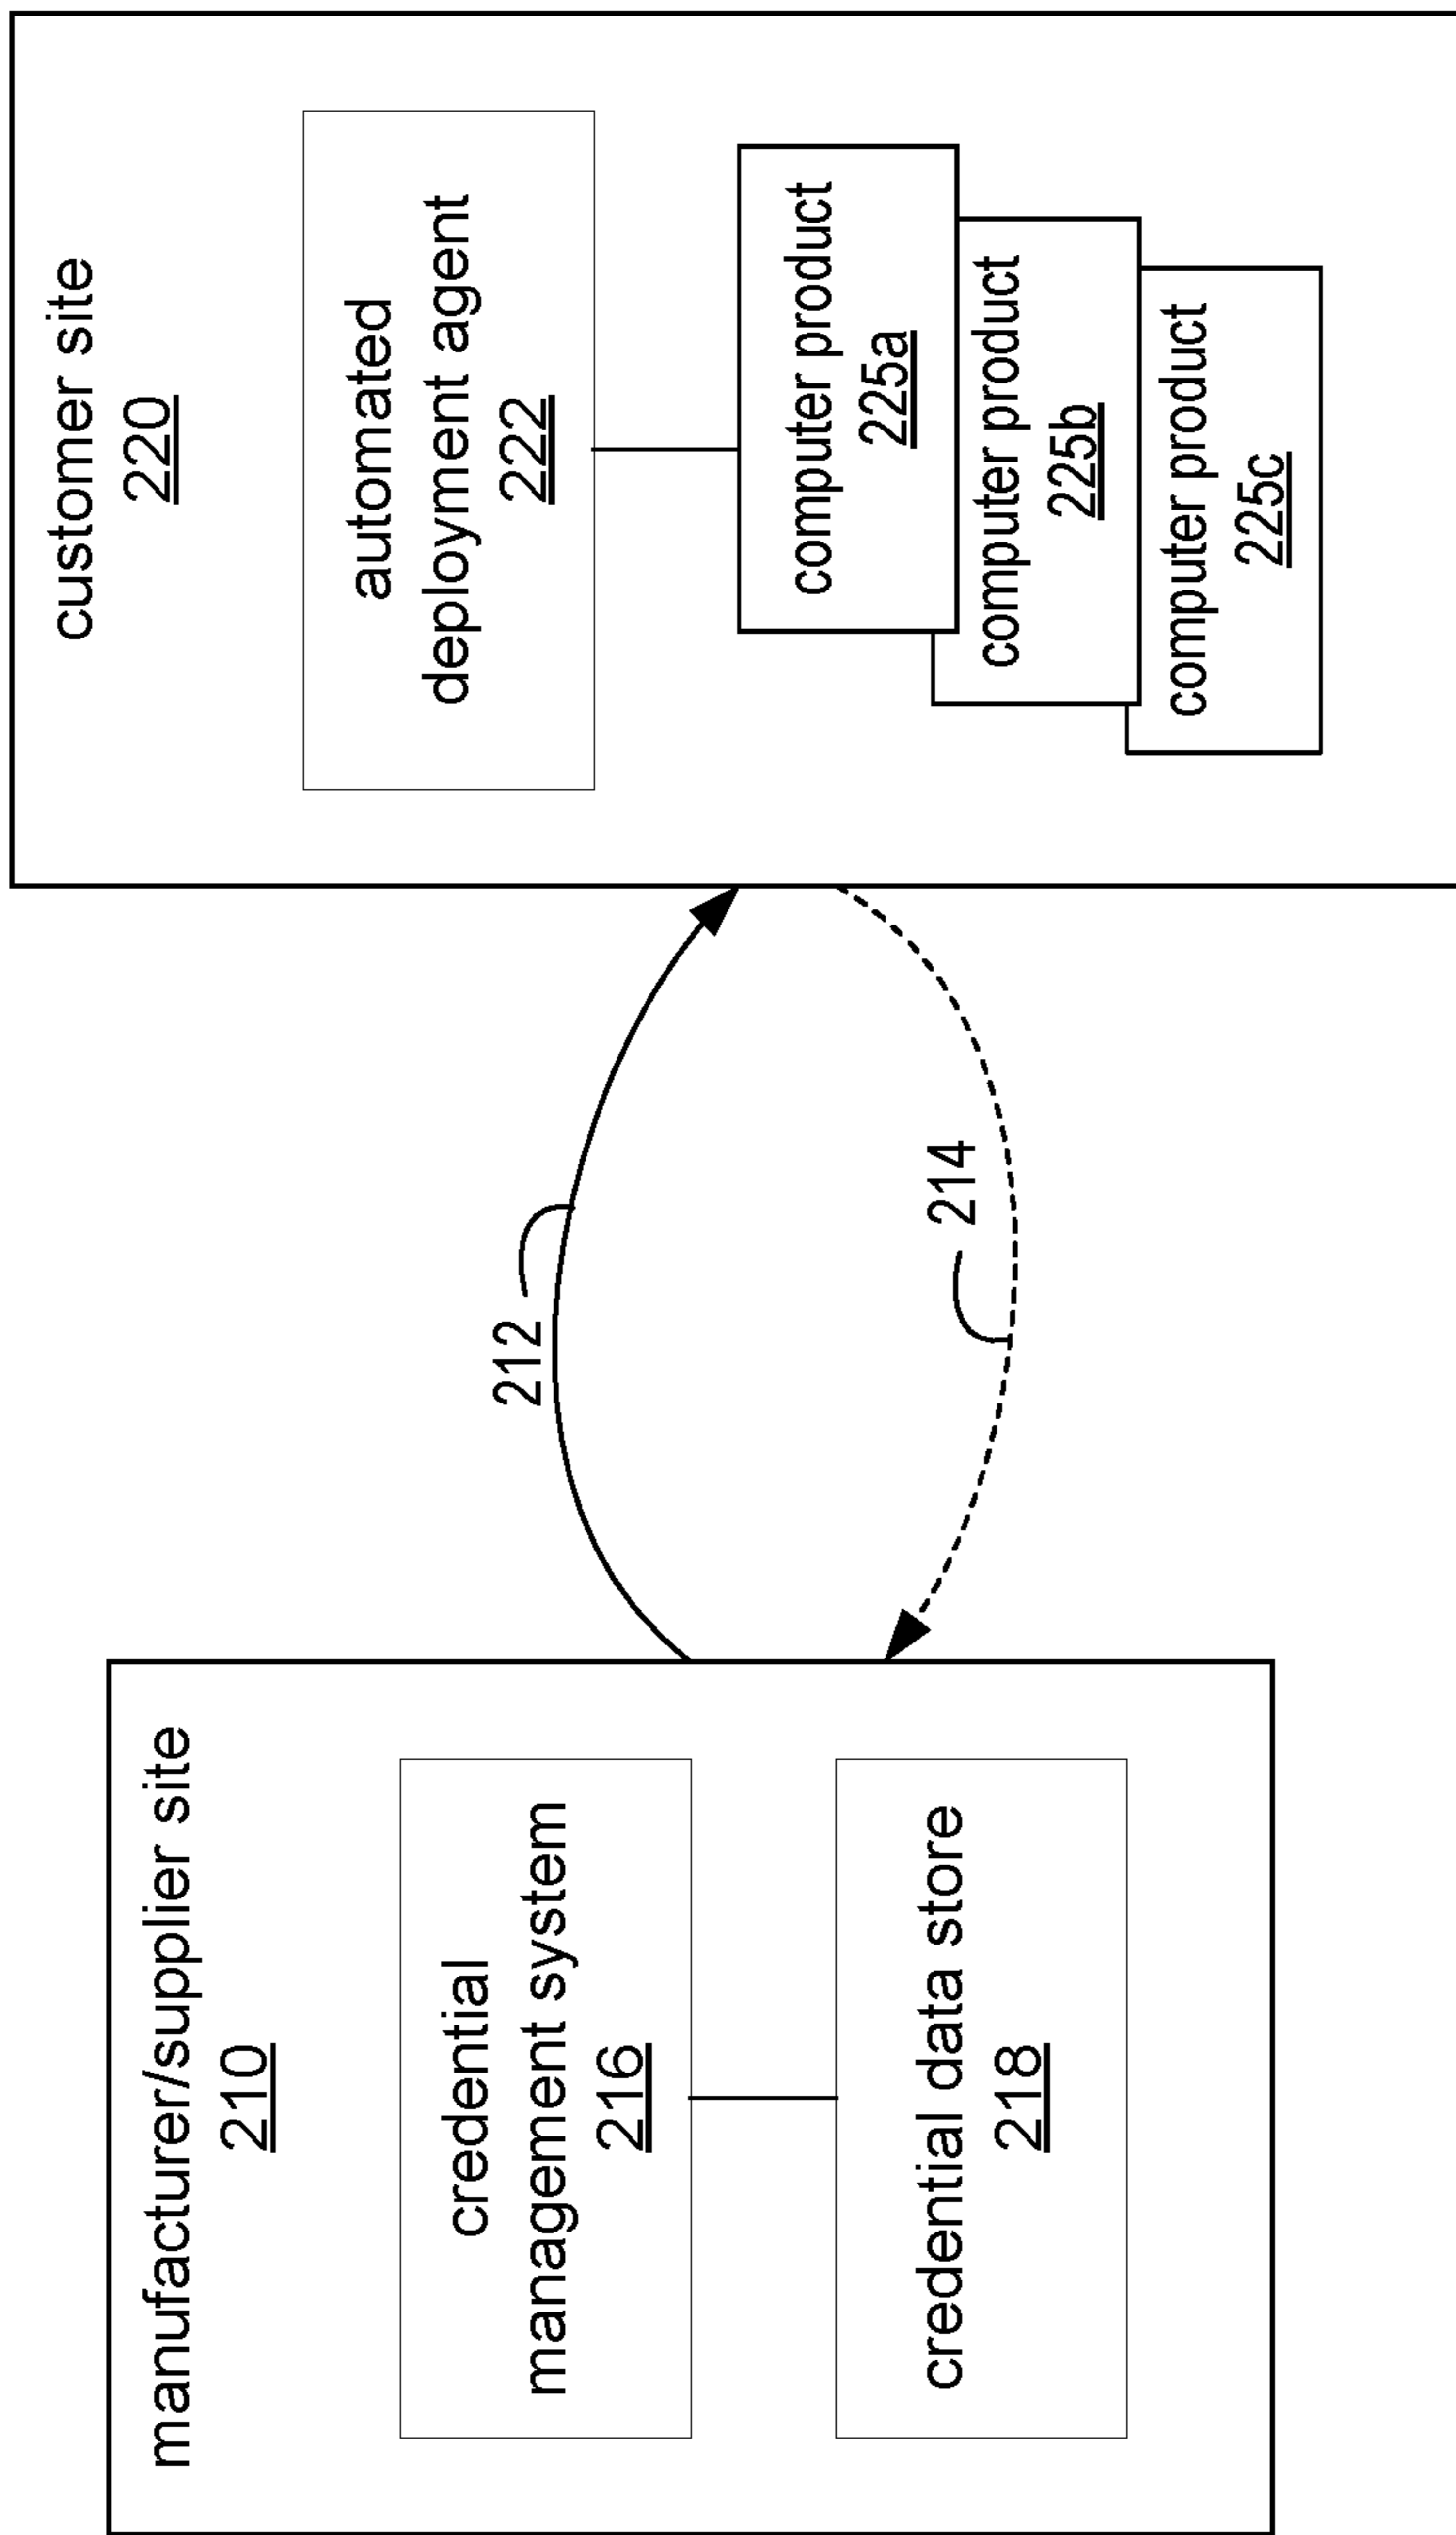 manufacturer/supplier site
210
credential
management system
216
credential data store
218
212
214
customer site
220
automated
deployment agent
222
computer product
225a
computer product
225b
computer product
225c